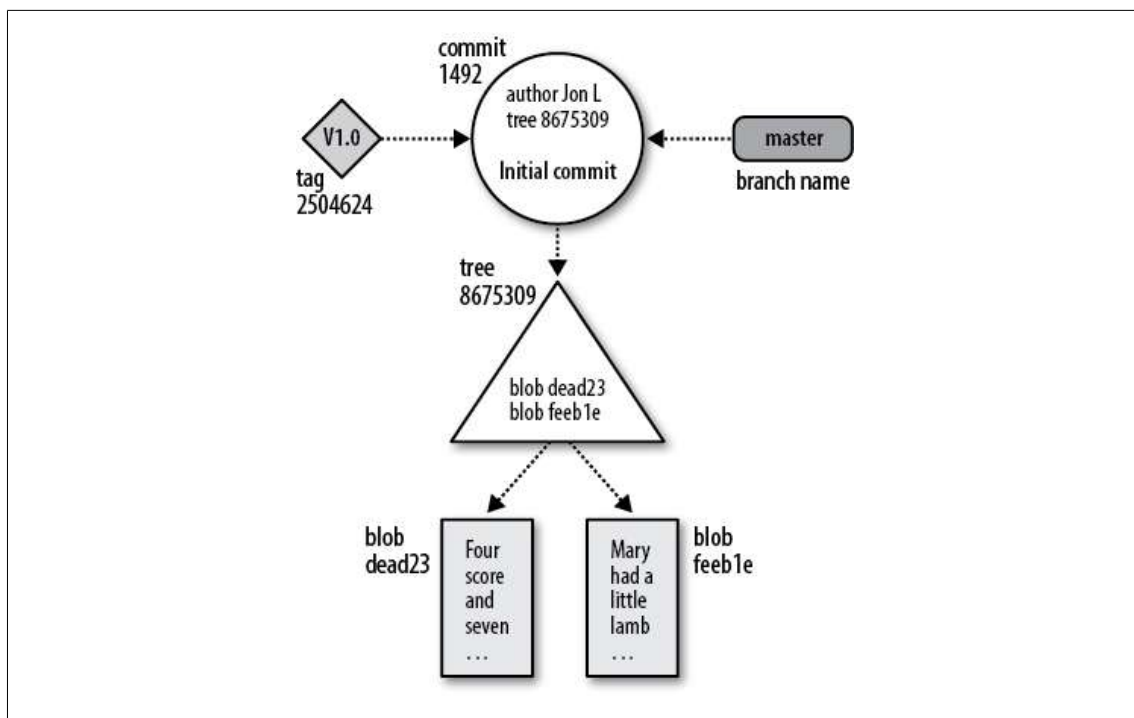 commit
1492
author Jon L
tree 8675309
Initial commit
V1.0
tag
2504624
master
branch name
tree
8675309
blob dead23
blob feeb1e
blob
dead23
Four
score
and
seven
...
Mary
had a
little
lamb
...
blob
feeb1e